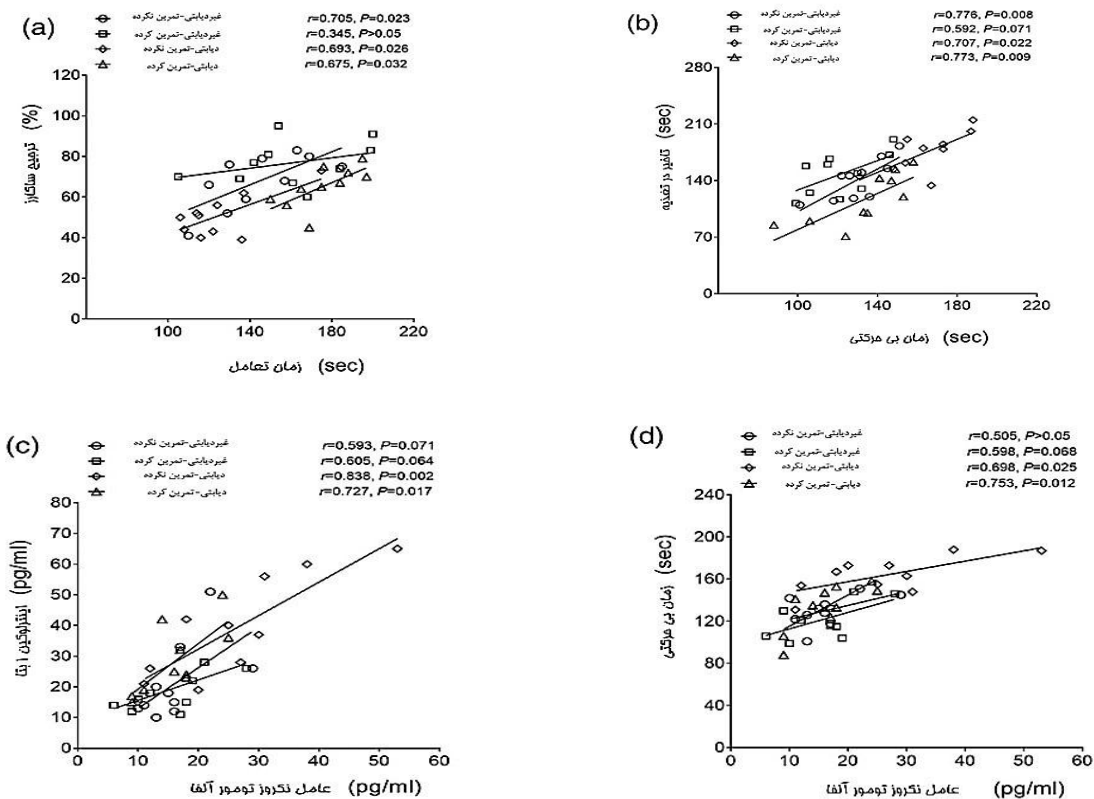 (a)
غیردیابتی-تمرین نکرده r=0.705, P=0.023
غیردیابتی-تمرین کرده r=0.345, P>0.05
دیابتی-تمرین نکرده r=0.693, P=0.026
دیابتی-تمرین کرده r=0.675, P=0.032
ترجیح ساکارز (%)
120
100
80
60
40
20
0
100 140 180 220
زمان تعامل (sec)
(b)
غیردیابتی-تمرین نکرده r=0.776, P=0.008
غیردیابتی-تمرین کرده r=0.592, P=0.071
دیابتی-تمرین نکرده r=0.707, P=0.022
دیابتی-تمرین کرده r=0.773, P=0.009
تاخیر در تغذیه (sec)
280
210
140
70
0
100 140 180 220
زمان بی حرکتی (sec)
(c)
غیردیابتی-تمرین نکرده r=0.593, P=0.071
غیردیابتی-تمرین کرده r=0.605, P=0.064
دیابتی-تمرین نکرده r=0.838, P=0.002
دیابتی-تمرین کرده r=0.727, P=0.017
اینترلوکین ۱ بتا (pg/ml)
80
70
60
50
40
30
20
10
0
0 10 20 30 40 50 60
عامل نکروز تومور آلفا (pg/ml)
(d)
غیردیابتی-تمرین نکرده r=0.505, P>0.05
غیردیابتی-تمرین کرده r=0.598, P=0.068
دیابتی-تمرین نکرده r=0.698, P=0.025
دیابتی-تمرین کرده r=0.753, P=0.012
زمان بی حرکتی (sec)
240
200
160
120
80
40
0
0 10 20 30 40 50 60
عامل نکروز تومور آلفا (pg/ml)